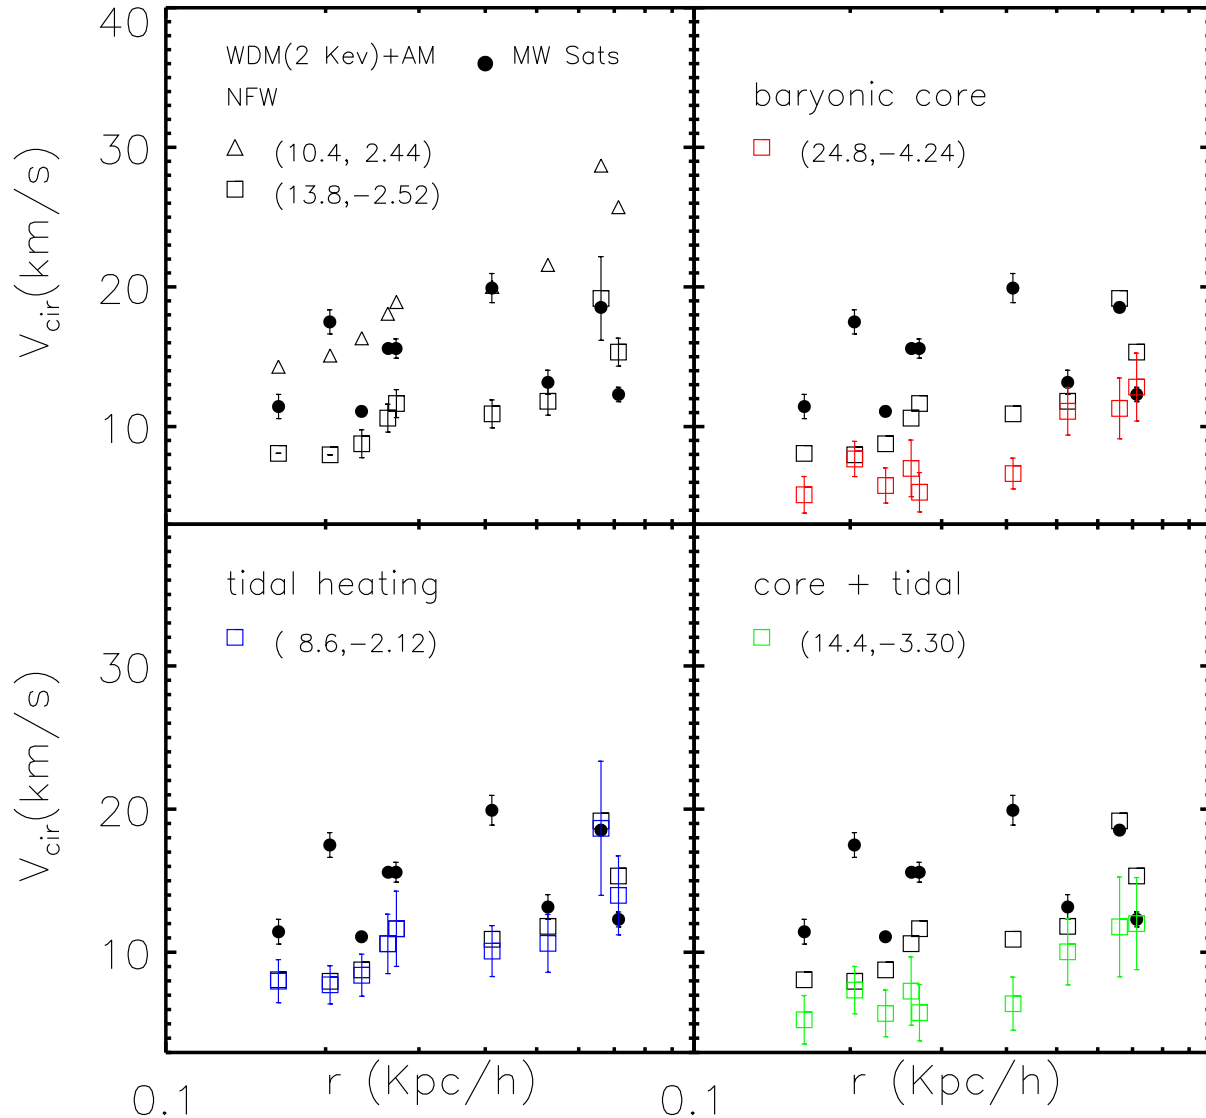 40
WDM(2 Kev)+AM
MW Sats
NFW
(10.4, 2.44)
(13.8,−2.52)
baryonic core
(24.8,−4.24)
30
20
10
V_cir(km/s)
tidal heating
( 8.6,−2.12)
core + tidal
(14.4,−3.30)
30
20
10
V_cir(km/s)
0.1
r (Kpc/h)
0.1
r (Kpc/h)